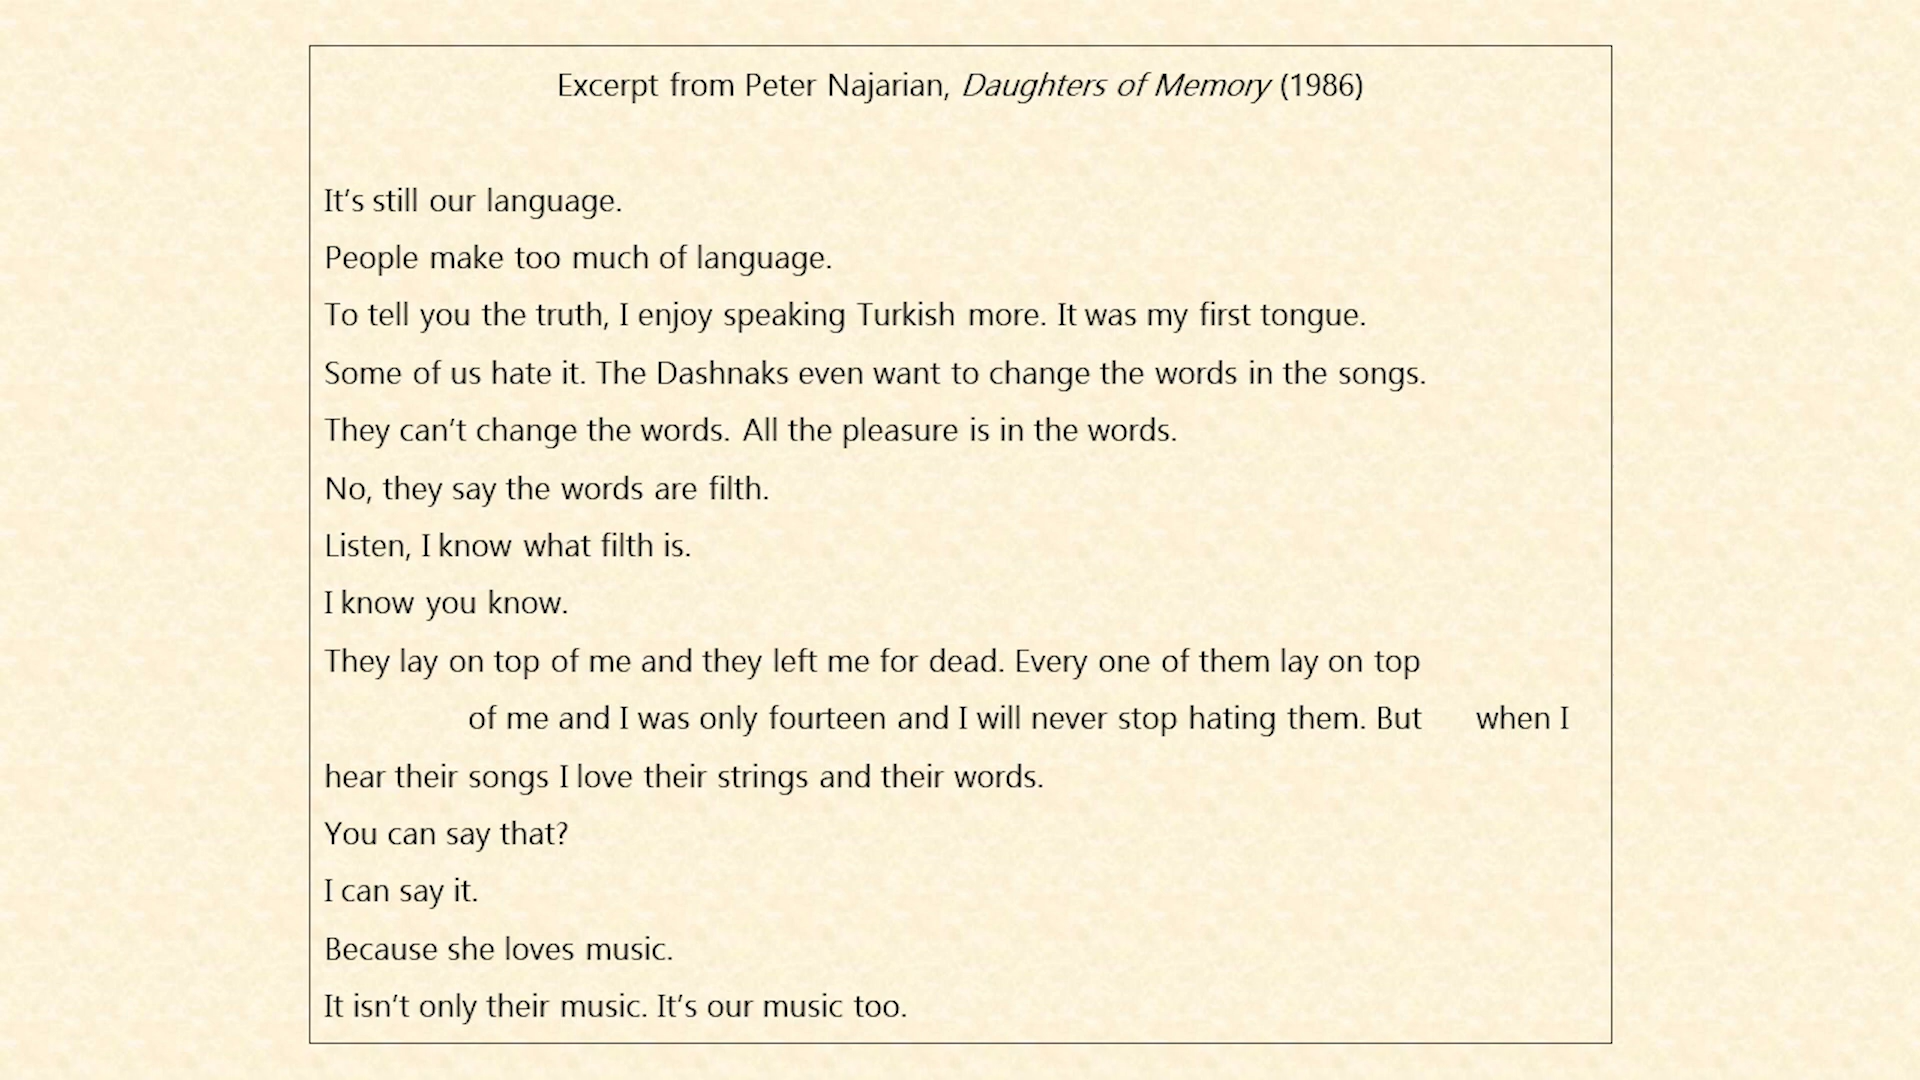 Excerpt from Peter Najarian, Daughters of Memory (1986)
It’s still our language.
People make too much of language.
To tell you the truth, I enjoy speaking Turkish more. It was my first tongue.
Some of us hate it. The Dashnaks even want to change the words in the songs.
They can’t change the words. All the pleasure is in the words.
No, they say the words are filth.
Listen, I know what filth is.
I know you know.
They lay on top of me and they left me for dead. Every one of them lay on top
of me and I was only fourteen and I will never stop hating them. But when I
hear their songs I love their strings and their words.
You can say that?
I can say it.
Because she loves music.
It isn’t only their music. It’s our music too.